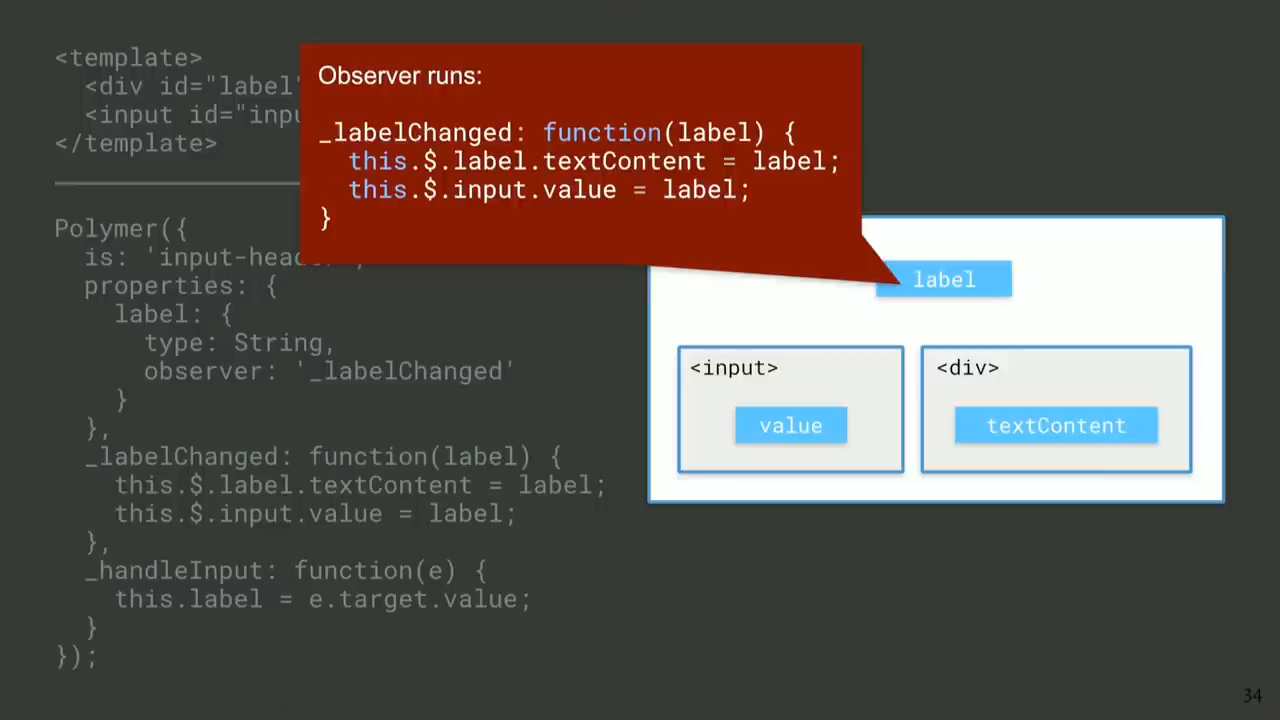 <template>
<div id="label"
<input id="inpu
</template>
Observer runs:
_labelChanged: function(label) {
this.$.label.textContent = label;
this.$.input.value = label;
}
Polymer({
is: 'input-header',
properties: {
label: {
type: String,
observer: '_labelChanged'
}
},
_labelChanged: function(label) {
this.$.label.textContent = label;
this.$.input.value = label;
},
_handleInput: function(e) {
this.label = e.target.value;
}
});
label
<input>
value
<div>
textContent
34